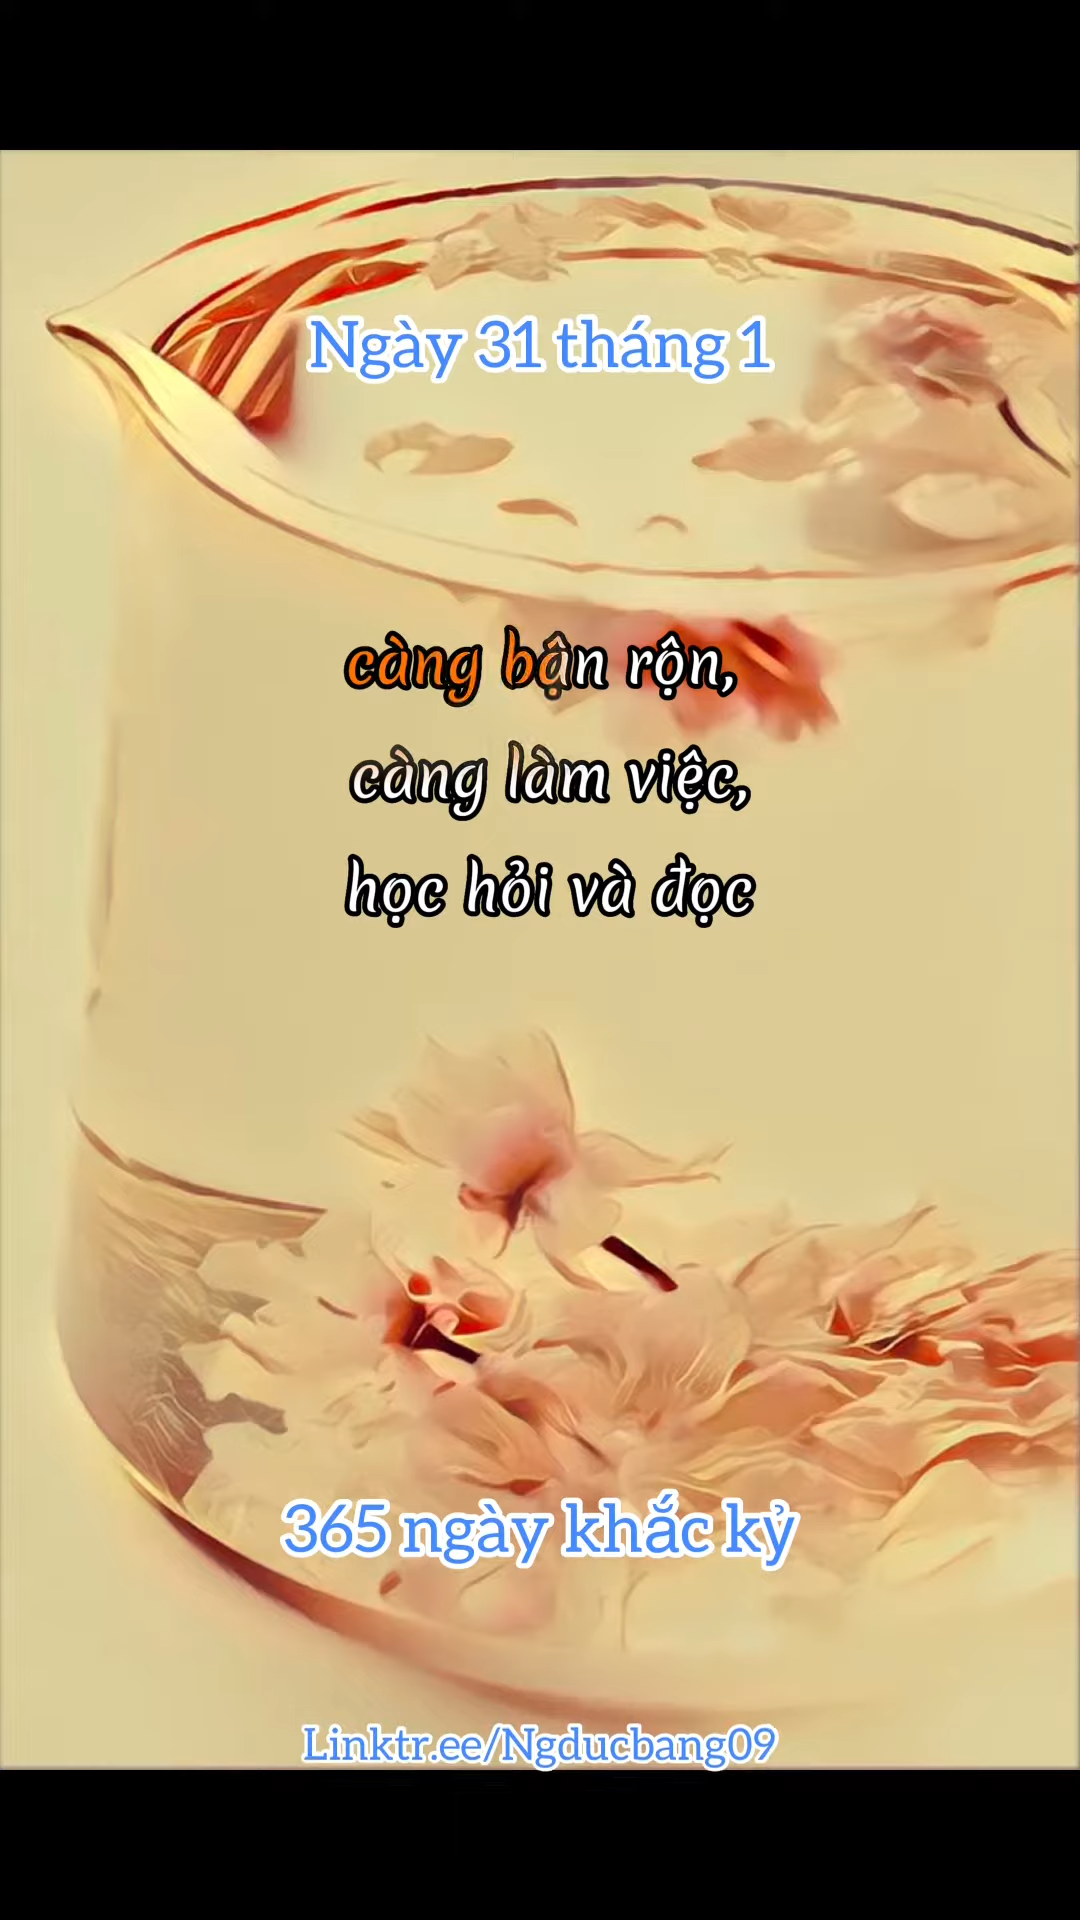 Ngày 31 tháng 1
càng bận rộn,
càng làm việc,
học hỏi và đọc
365 ngày khắc kỷ
Linktr.ee/Ngducbang09